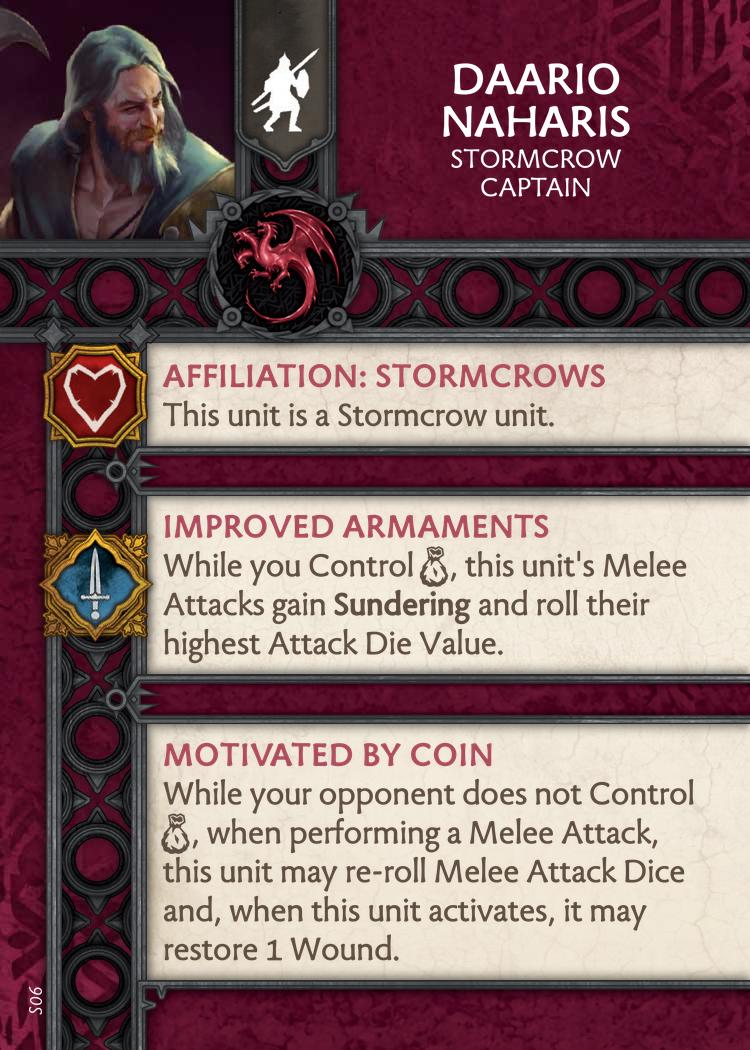 DAARIO
NAHARIS
STORMCROW
CAPTAIN
AFFILIATION: STORMCROWS
This unit is a Stormcrow unit.
IMPROVED ARMAMENTS
While you Control , this unit's Melee
Attacks gain Sundering and roll their
highest Attack Die Value.
MOTIVATED BY COIN
While your opponent does not Control
, when performing a Melee Attack,
this unit may re-roll Melee Attack Dice
and, when this unit activates, it may
restore 1 Wound.
S06